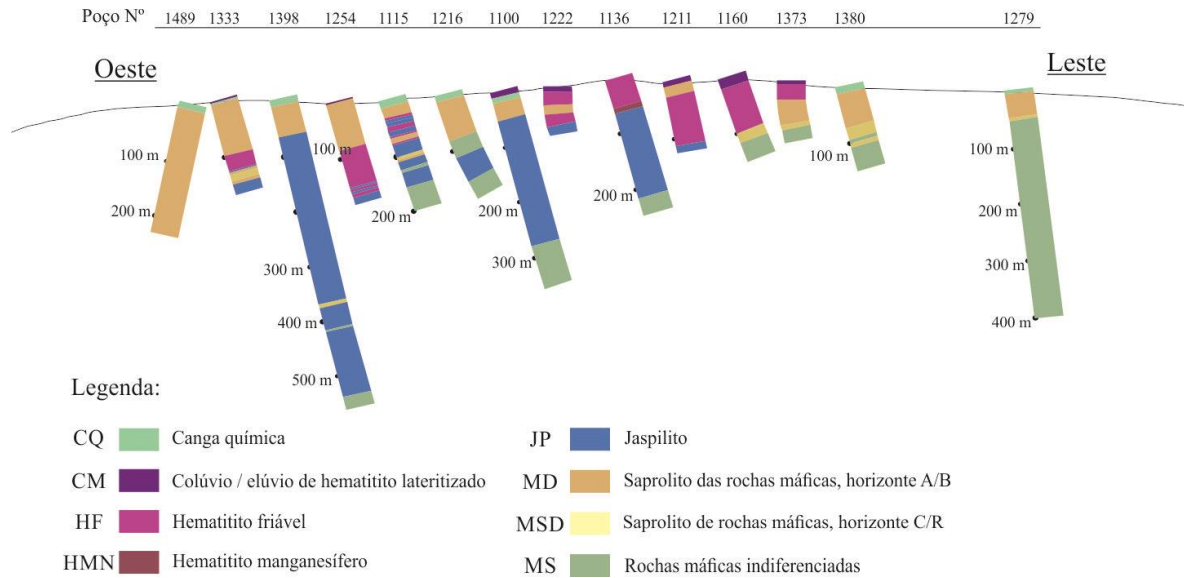 Poço Nº 1489 1333 1398 1254 1115 1216 1100 1222 1136 1211 1160 1373 1380 1279
Oeste Leste
100 m 100 m 100 m 100 m
200 m 200 m 200 m 200 m 200 m
300 m 300 m 300 m
400 m 400 m
500 m
Legenda:
CQ Canga química
CM Colúvio / elúvio de hematitito lateritizado
HF Hematitito friável
HMN Hematitito manganesífero
JP Jaspilito
MD Saprolito das rochas máficas, horizonte A/B
MSD Saprolito de rochas máficas, horizonte C/R
MS Rochas máficas indiferenciadas